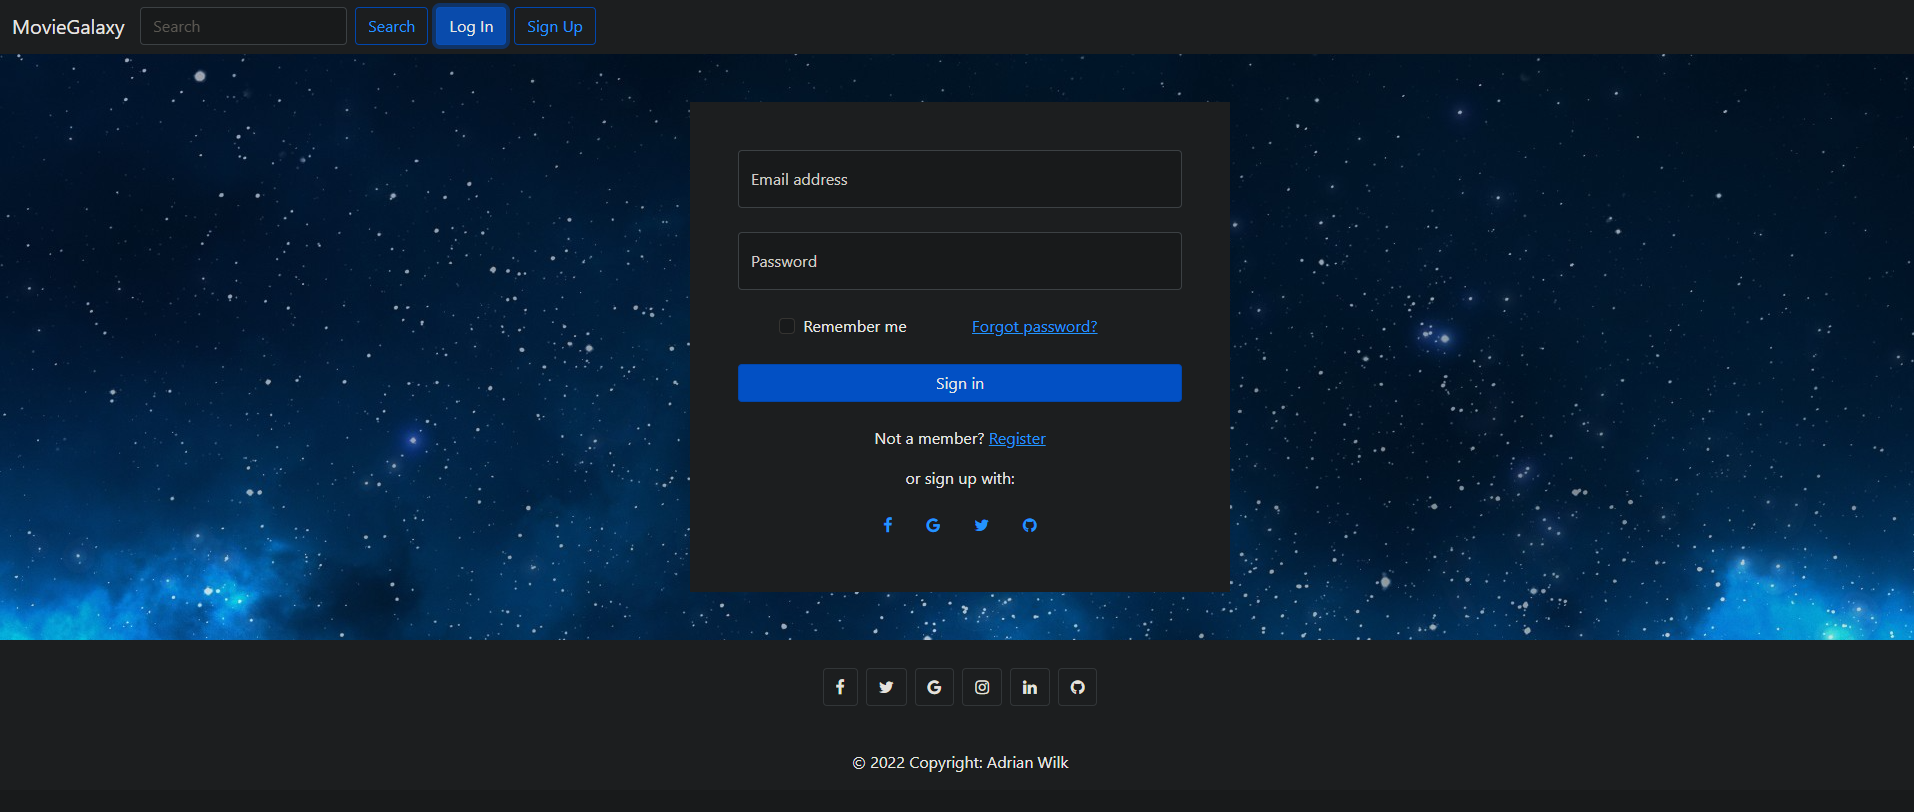 MovieGalaxy Search Search Log In Sign Up
Email address
Password
Remember me Forgot password?
Sign in
Not a member? Register
or sign up with:
© 2022 Copyright: Adrian Wilk